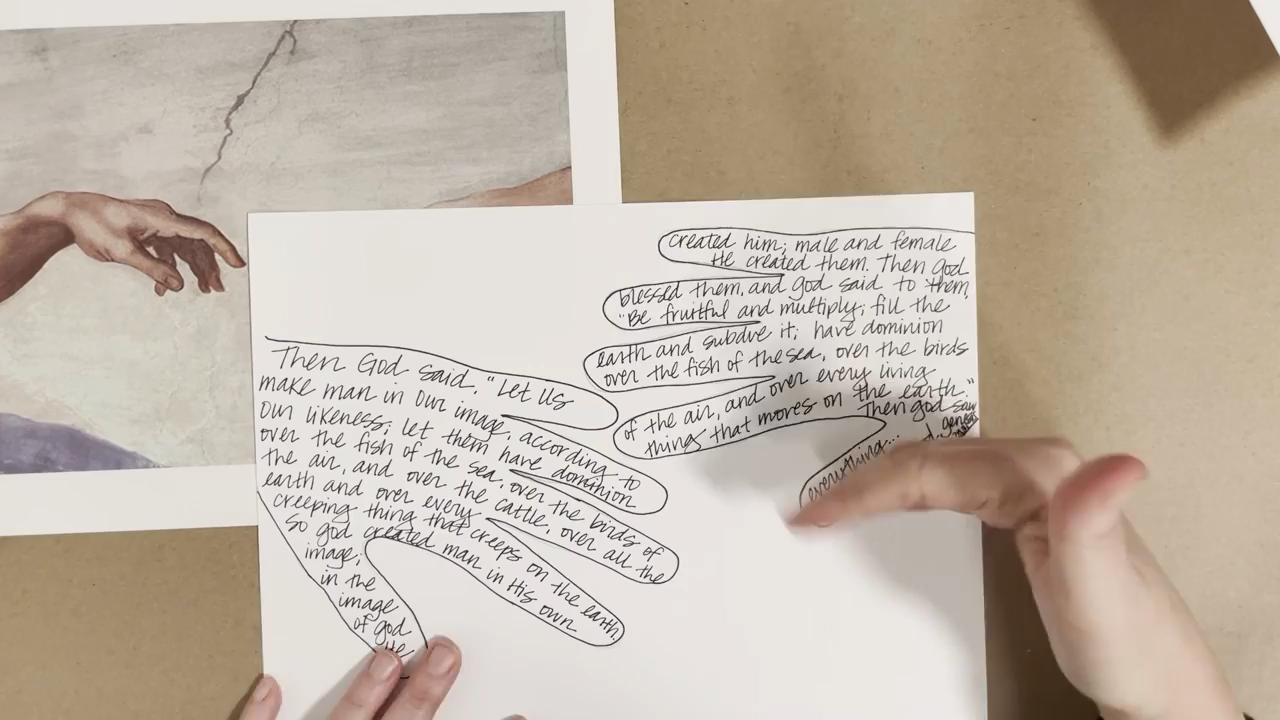 Then God said, "Let Us
make man in our image, according to
our likeness; let them have dominion
over the fish of the sea, over the birds of
the air, and over the cattle, over all the
earth and over every
creeping thing that creeps on the earth.
So god created man in His own
image;
in the
image
of god
He
created him; male and female
He created them. Then god
blessed them, and god said to them,
"Be fruitful and multiply; fill the
earth and subdue it; have dominion
over the fish of the sea, over the birds
of the air, and over every living
thing that moves on the earth."
Then god saw
everything...
genesis